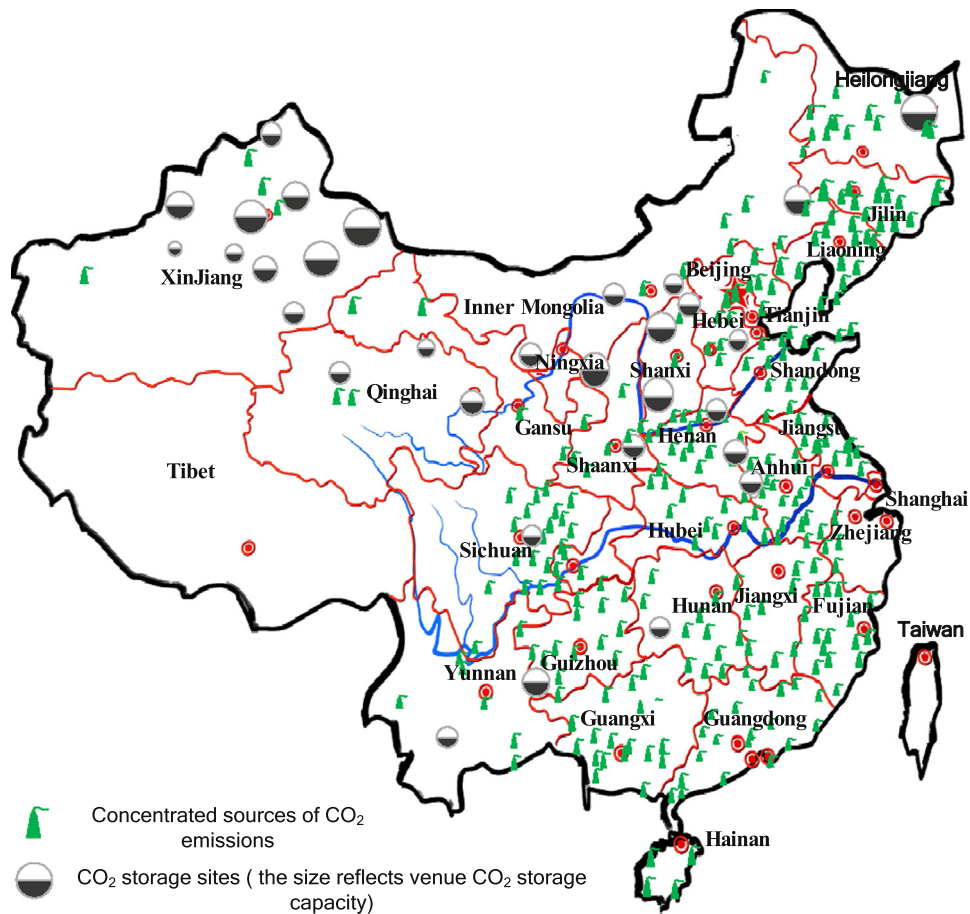 Heilongjiang
Jilin
Liaoning
XinJiang
Beijing
Inner Mongolia
Hebei
Tianjin
Ningxia
Shanxi
Shandong
Qinghai
Gansu
Henan
Jiangsu
Shaanxi
Anhui
Tibet
Shanghai
Sichuan
Hubei
Zhejiang
Hunan
Jiangxi
Fujian
Taiwan
Guizhou
Yunnan
Guangxi
Guangdong
Hainan
Concentrated sources of CO₂
emissions
CO₂ storage sites ( the size reflects venue CO₂ storage
capacity)